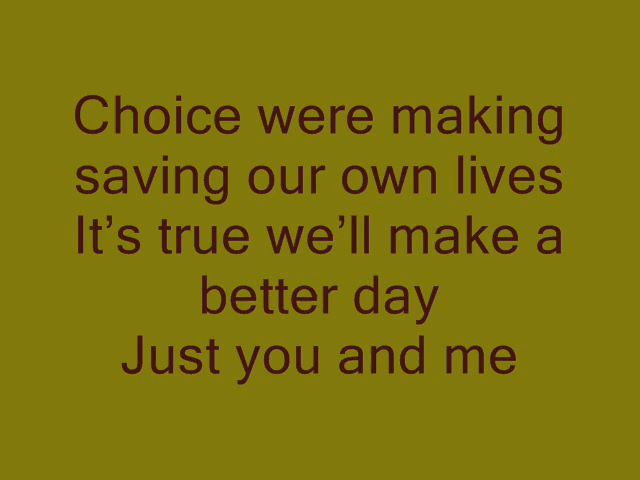 Choice were making
saving our own lives
It’s true we’ll make a
better day
Just you and me